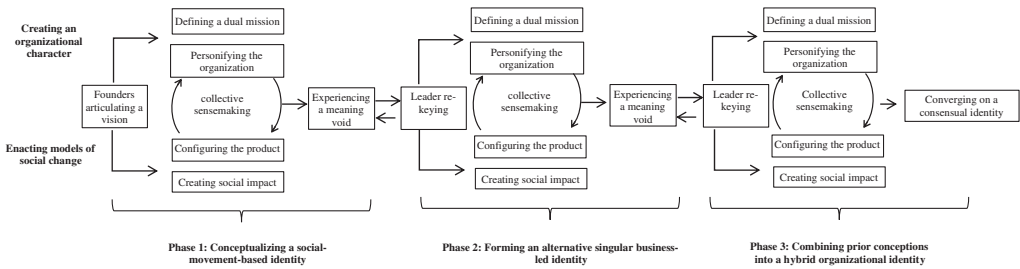 Creating an
organizational
character
Enacting models of
social change
Founders
articulating a
vision
Defining a dual mission
Personifying the
organization
collective
sensemaking
Configuring the product
Creating social impact
Experiencing
a meaning
void
Leader re-
keying
Defining a dual mission
Personifying the
organization
collective
sensemaking
Configuring the product
Creating social impact
Experiencing
a meaning
void
Leader re-
keying
Defining a dual mission
Personifying the
organization
Collective
sensemaking
Configuring the product
Creating social impact
Converging on a
consensual identity
Phase 1: Conceptualizing a social-
movement-based identity
Phase 2: Forming an alternative singular business-
led identity
Phase 3: Combining prior conceptions
into a hybrid organizational identity